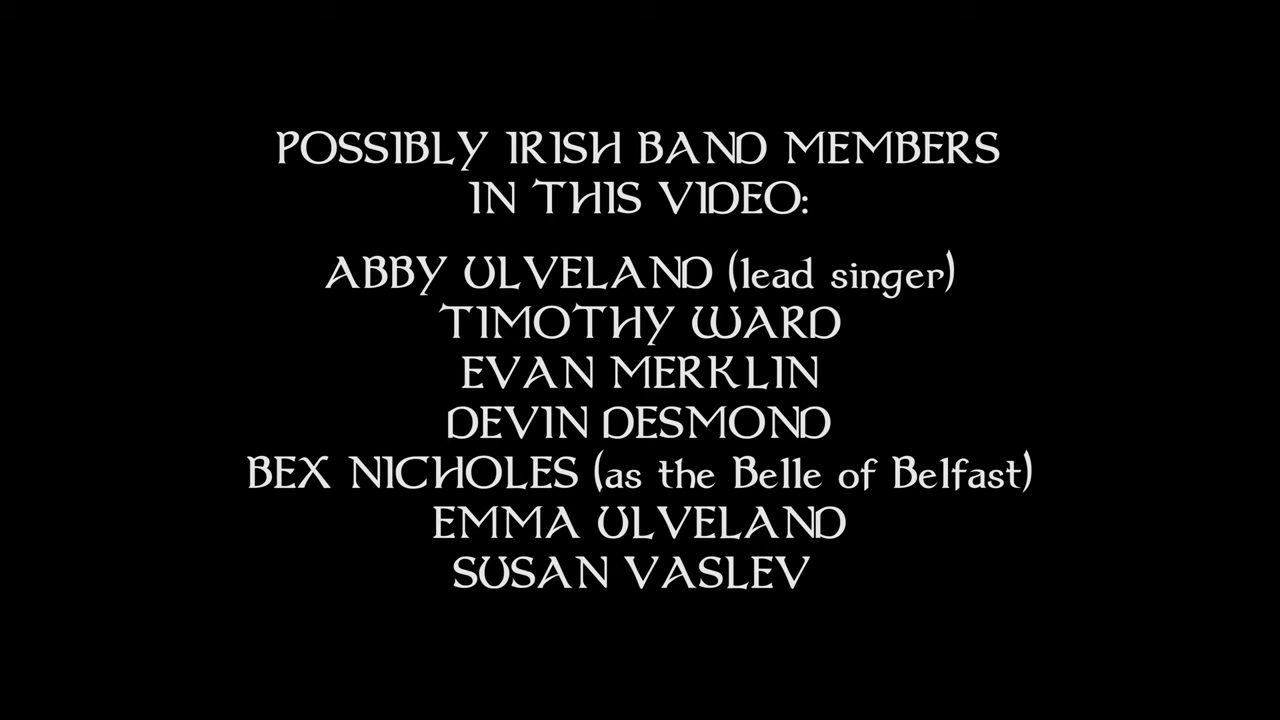 POSSIBLY IRISH BAND MEMBERS
IN THIS VIDEO:
ABBY ULVELAND (lead singer)
TIMOTHY WARD
EVAN MERKLIN
DEVIN DESMOND
BEX NICHOLES (as the Belle of Belfast)
EMMA ULVELAND
SUSAN VASLEV